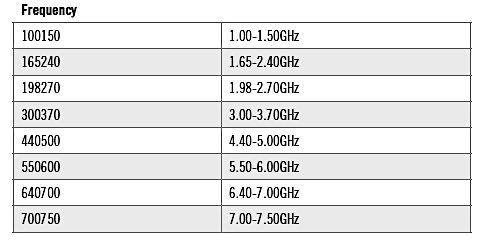 Frequency
100150 1.00-1.50GHz
165240 1.65-2.40GHz
198270 1.98-2.70GHz
300370 3.00-3.70GHz
440500 4.40-5.00GHz
550600 5.50-6.00GHz
640700 6.40-7.00GHz
700750 7.00-7.50GHz